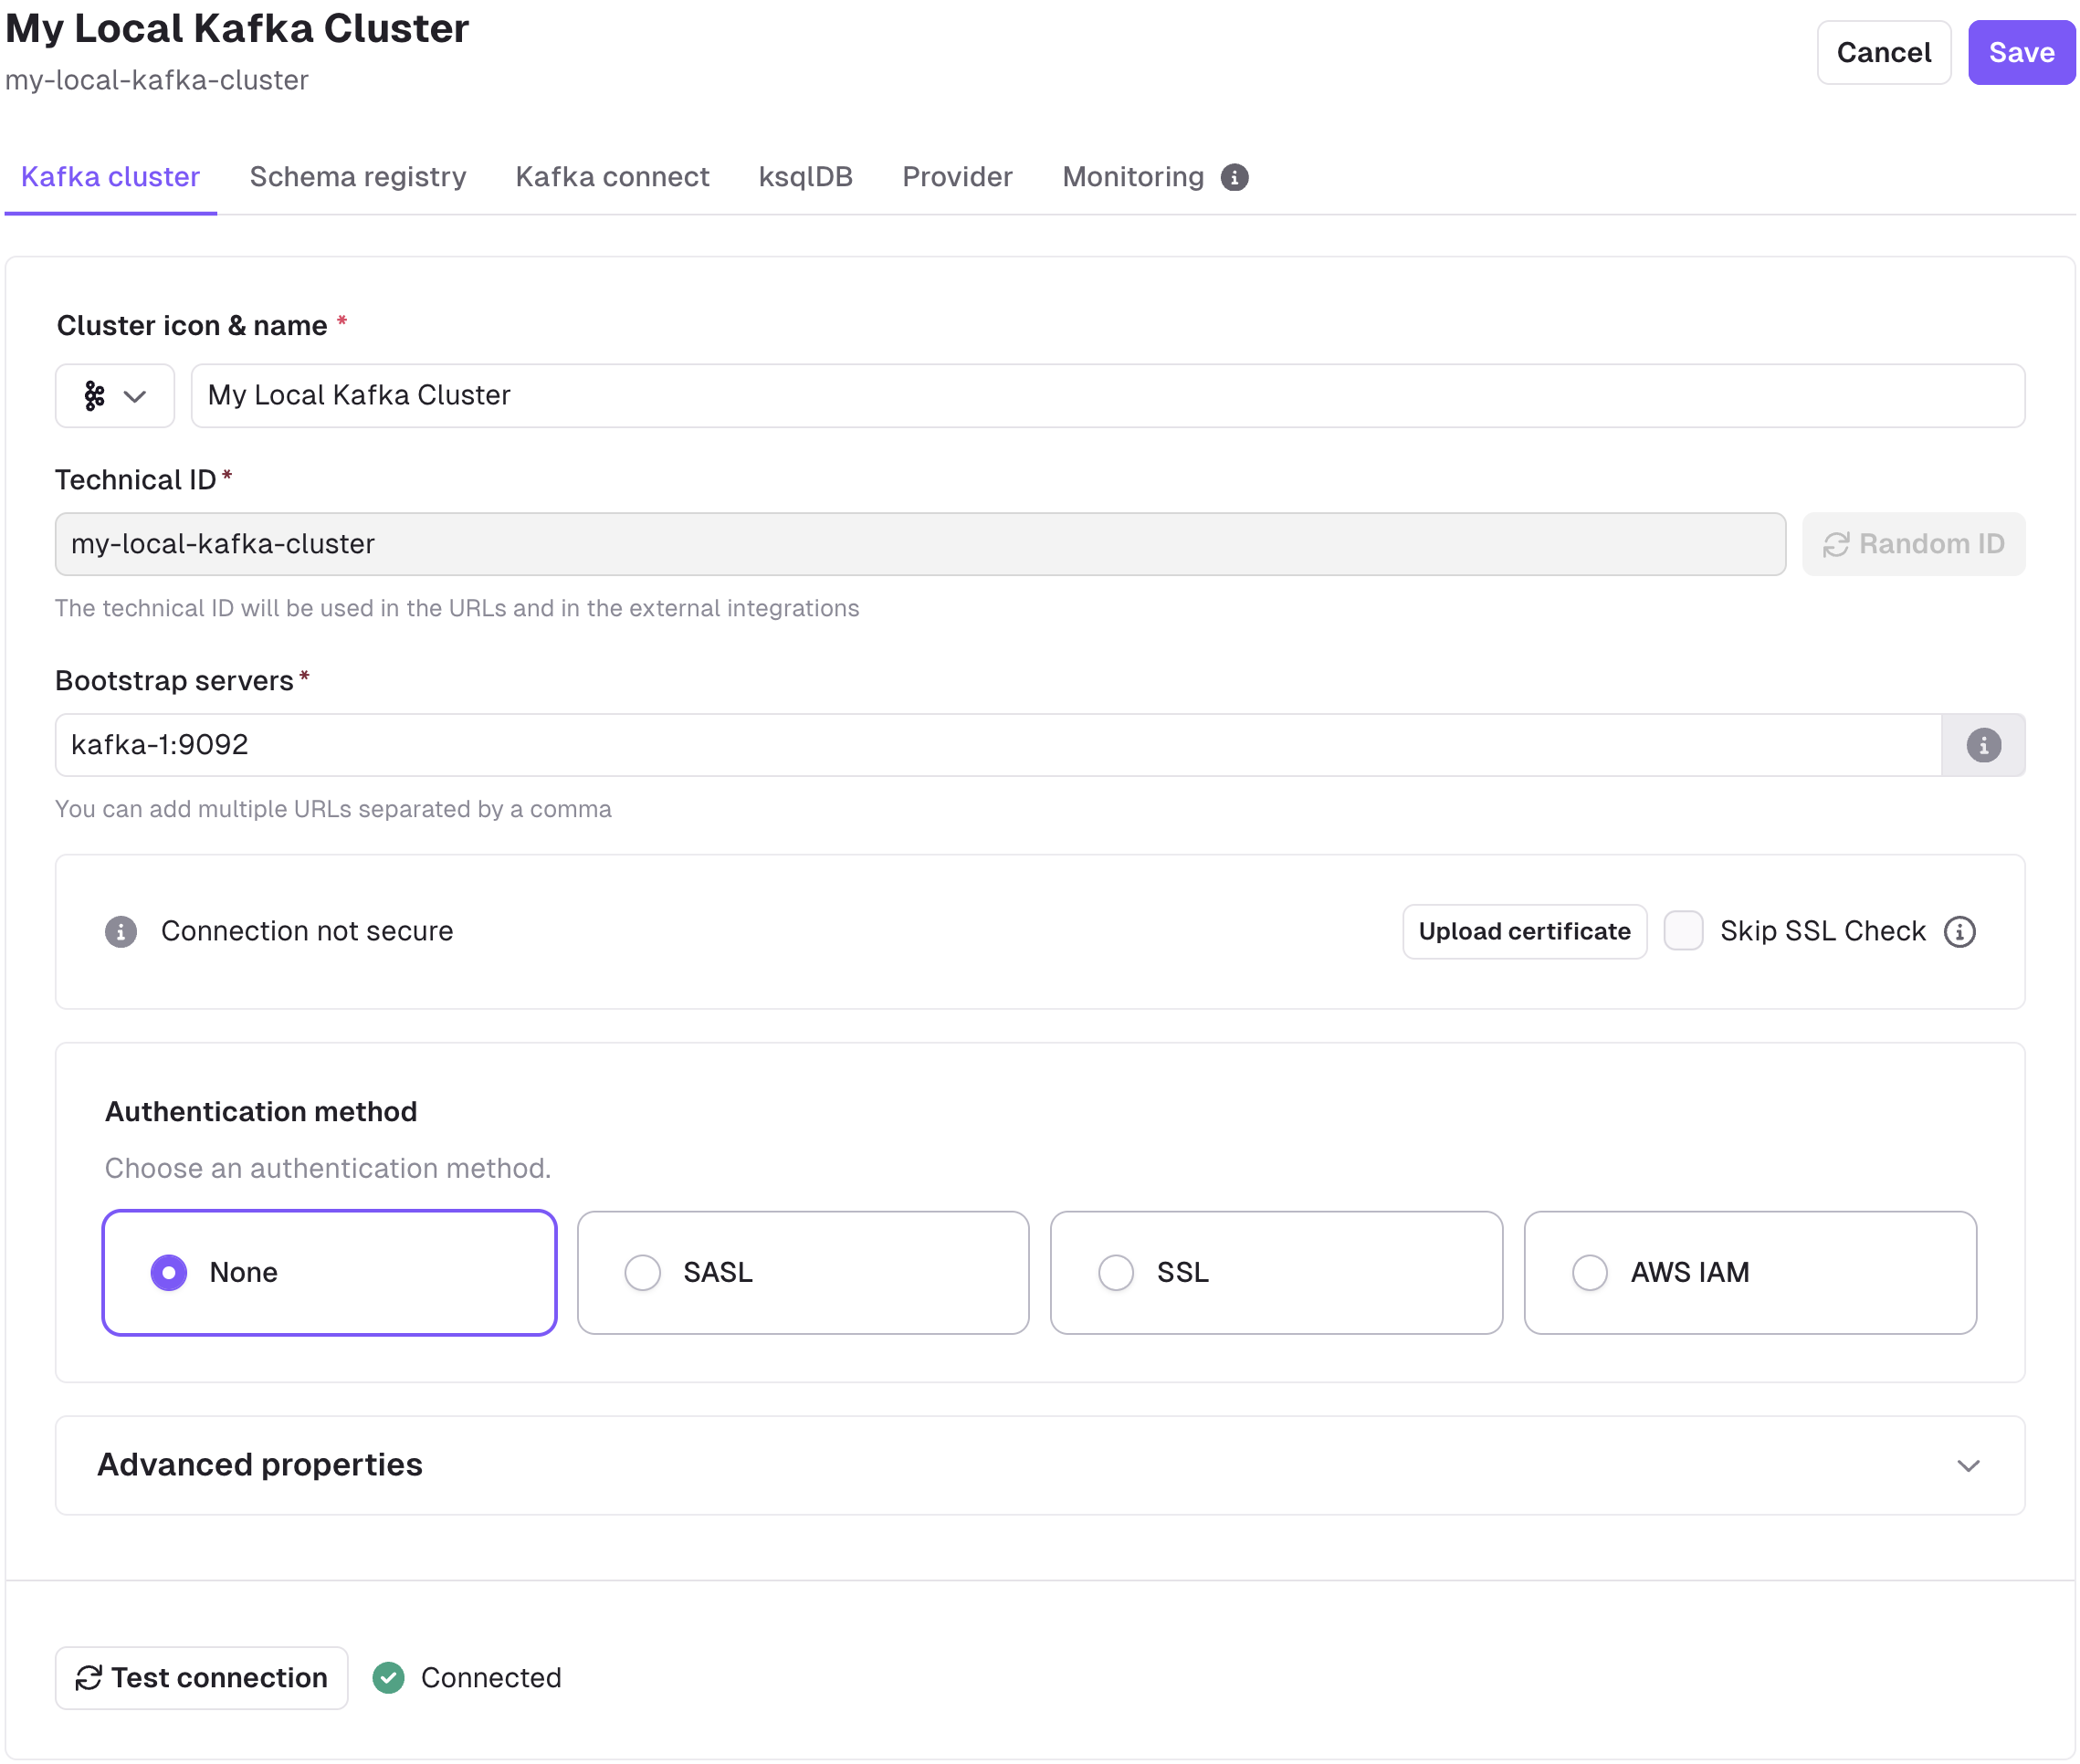 My Local Kafka Cluster
my-local-kafka-cluster
Cancel
Save
Kafka cluster
Schema registry
Kafka connect
ksqlDB
Provider
Monitoring
Cluster icon & name *
My Local Kafka Cluster
Technical ID *
my-local-kafka-cluster
Random ID
The technical ID will be used in the URLs and in the external integrations
Bootstrap servers *
kafka-1:9092
You can add multiple URLs separated by a comma
Connection not secure
Upload certificate
Skip SSL Check
Authentication method
Choose an authentication method.
None
SASL
SSL
AWS IAM
Advanced properties
Test connection
Connected